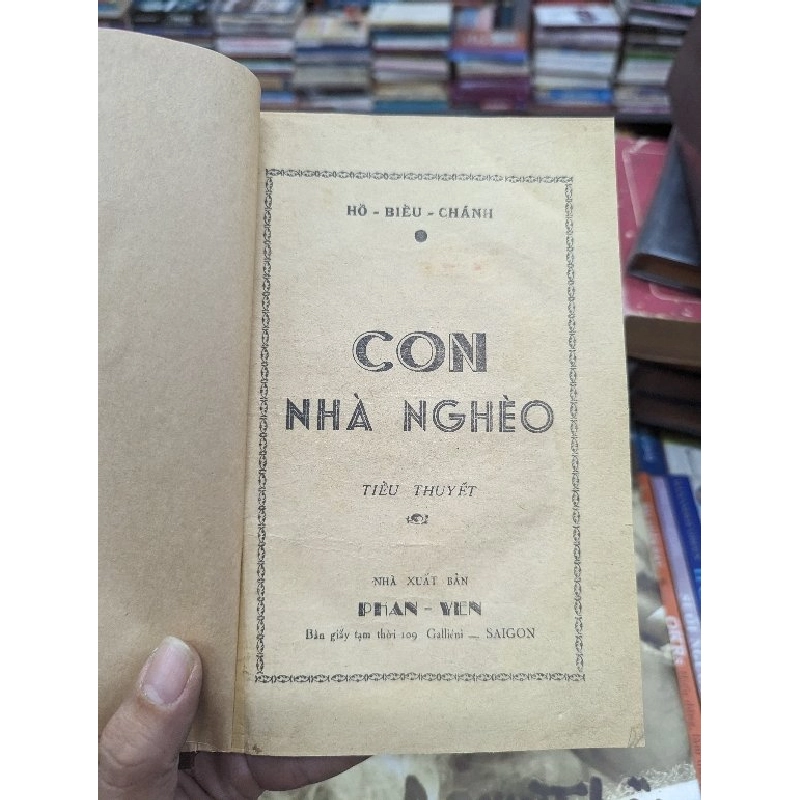 HỒ - BIỂU - CHÁNH
CON
NHÀ NGHÈO
TIỂU THUYẾT
NHÀ XUẤT BẢN
PHAN - YEN
Bản giấy tạm thời 109 Galliéni — SAIGON